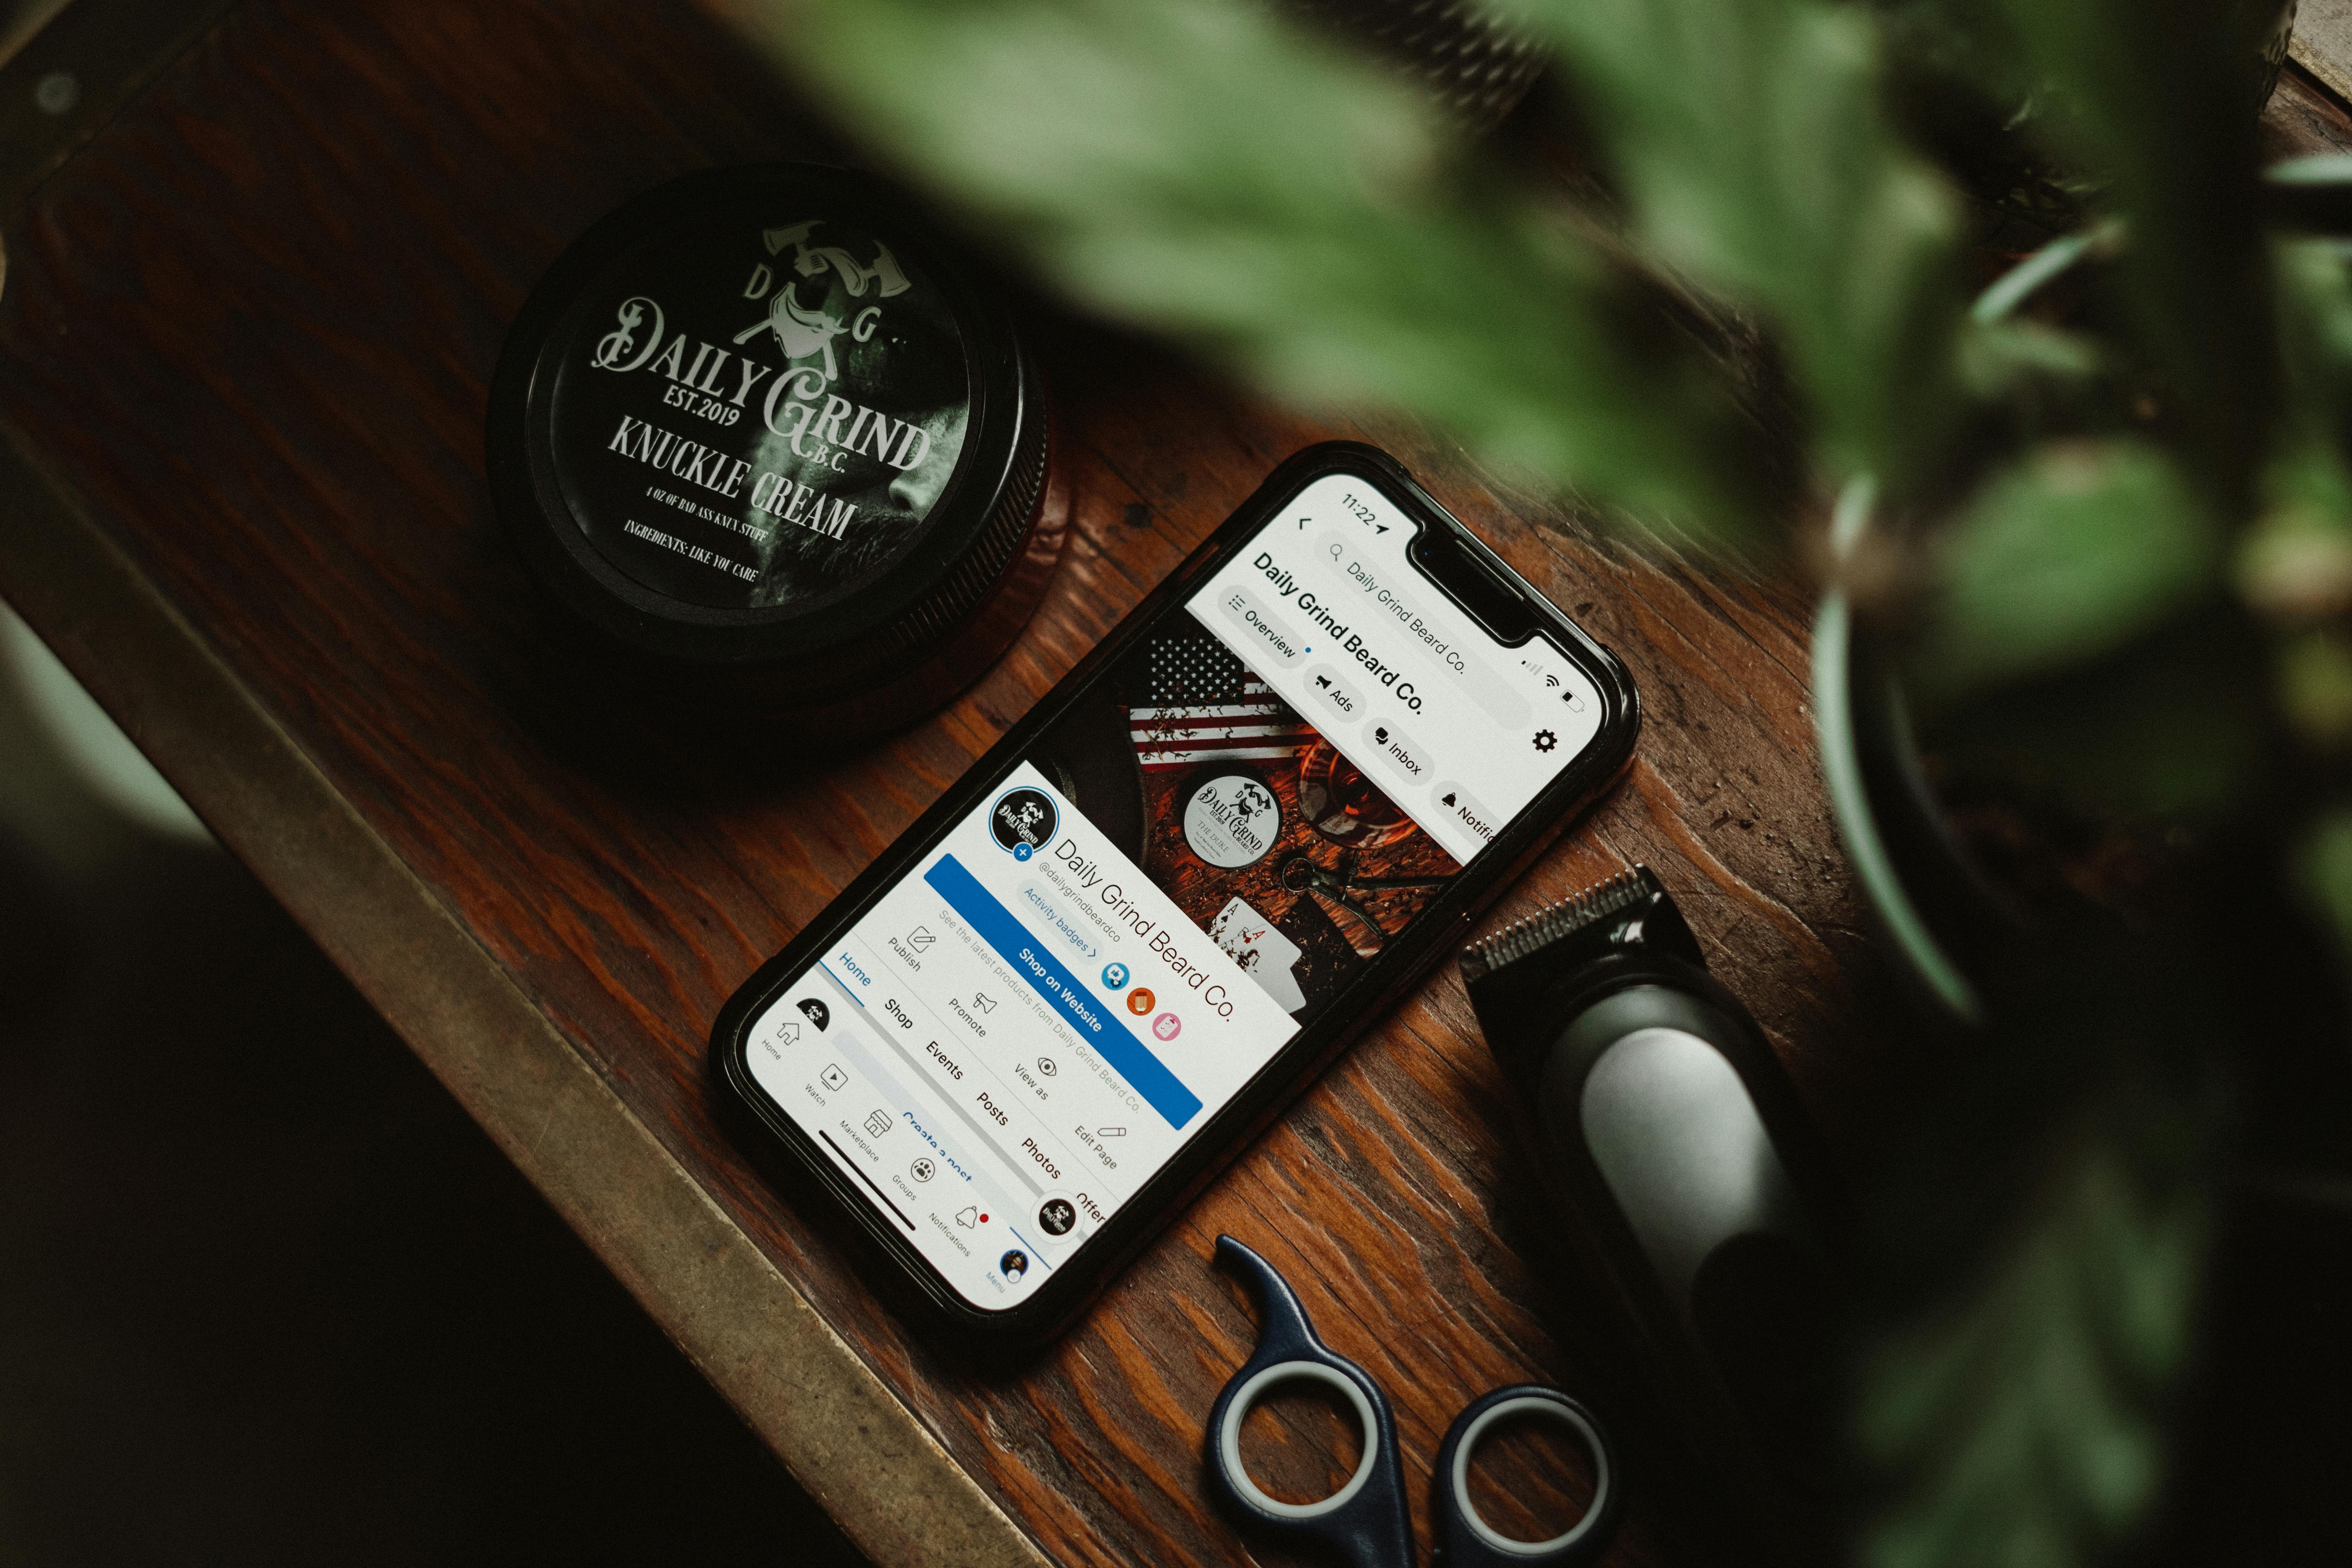 D G
DAILY GRIND
EST.2019
B.C.
KNUCKLE CREAM
4 OZ OF BAD ASS KNUX STUFF
INGREDIENTS: LIKE YOU CARE
11:22
Daily Grind Beard Co.
Daily Grind Beard Co.
Overview
Ads
Inbox
Notific
D G
DAILY GRIND
THE DUKE
A
A
DAILY GRIND
Daily Grind Beard Co.
@dailygrindbeardco
Activity badges >
Shop on Website
See the latest products from Daily Grind Beard Co.
Publish
Promote
View as
Edit Page
Home
Shop
Events
Posts
Photos
Offer
Create a post
Home
Watch
Marketplace
Groups
Notifications
Menu